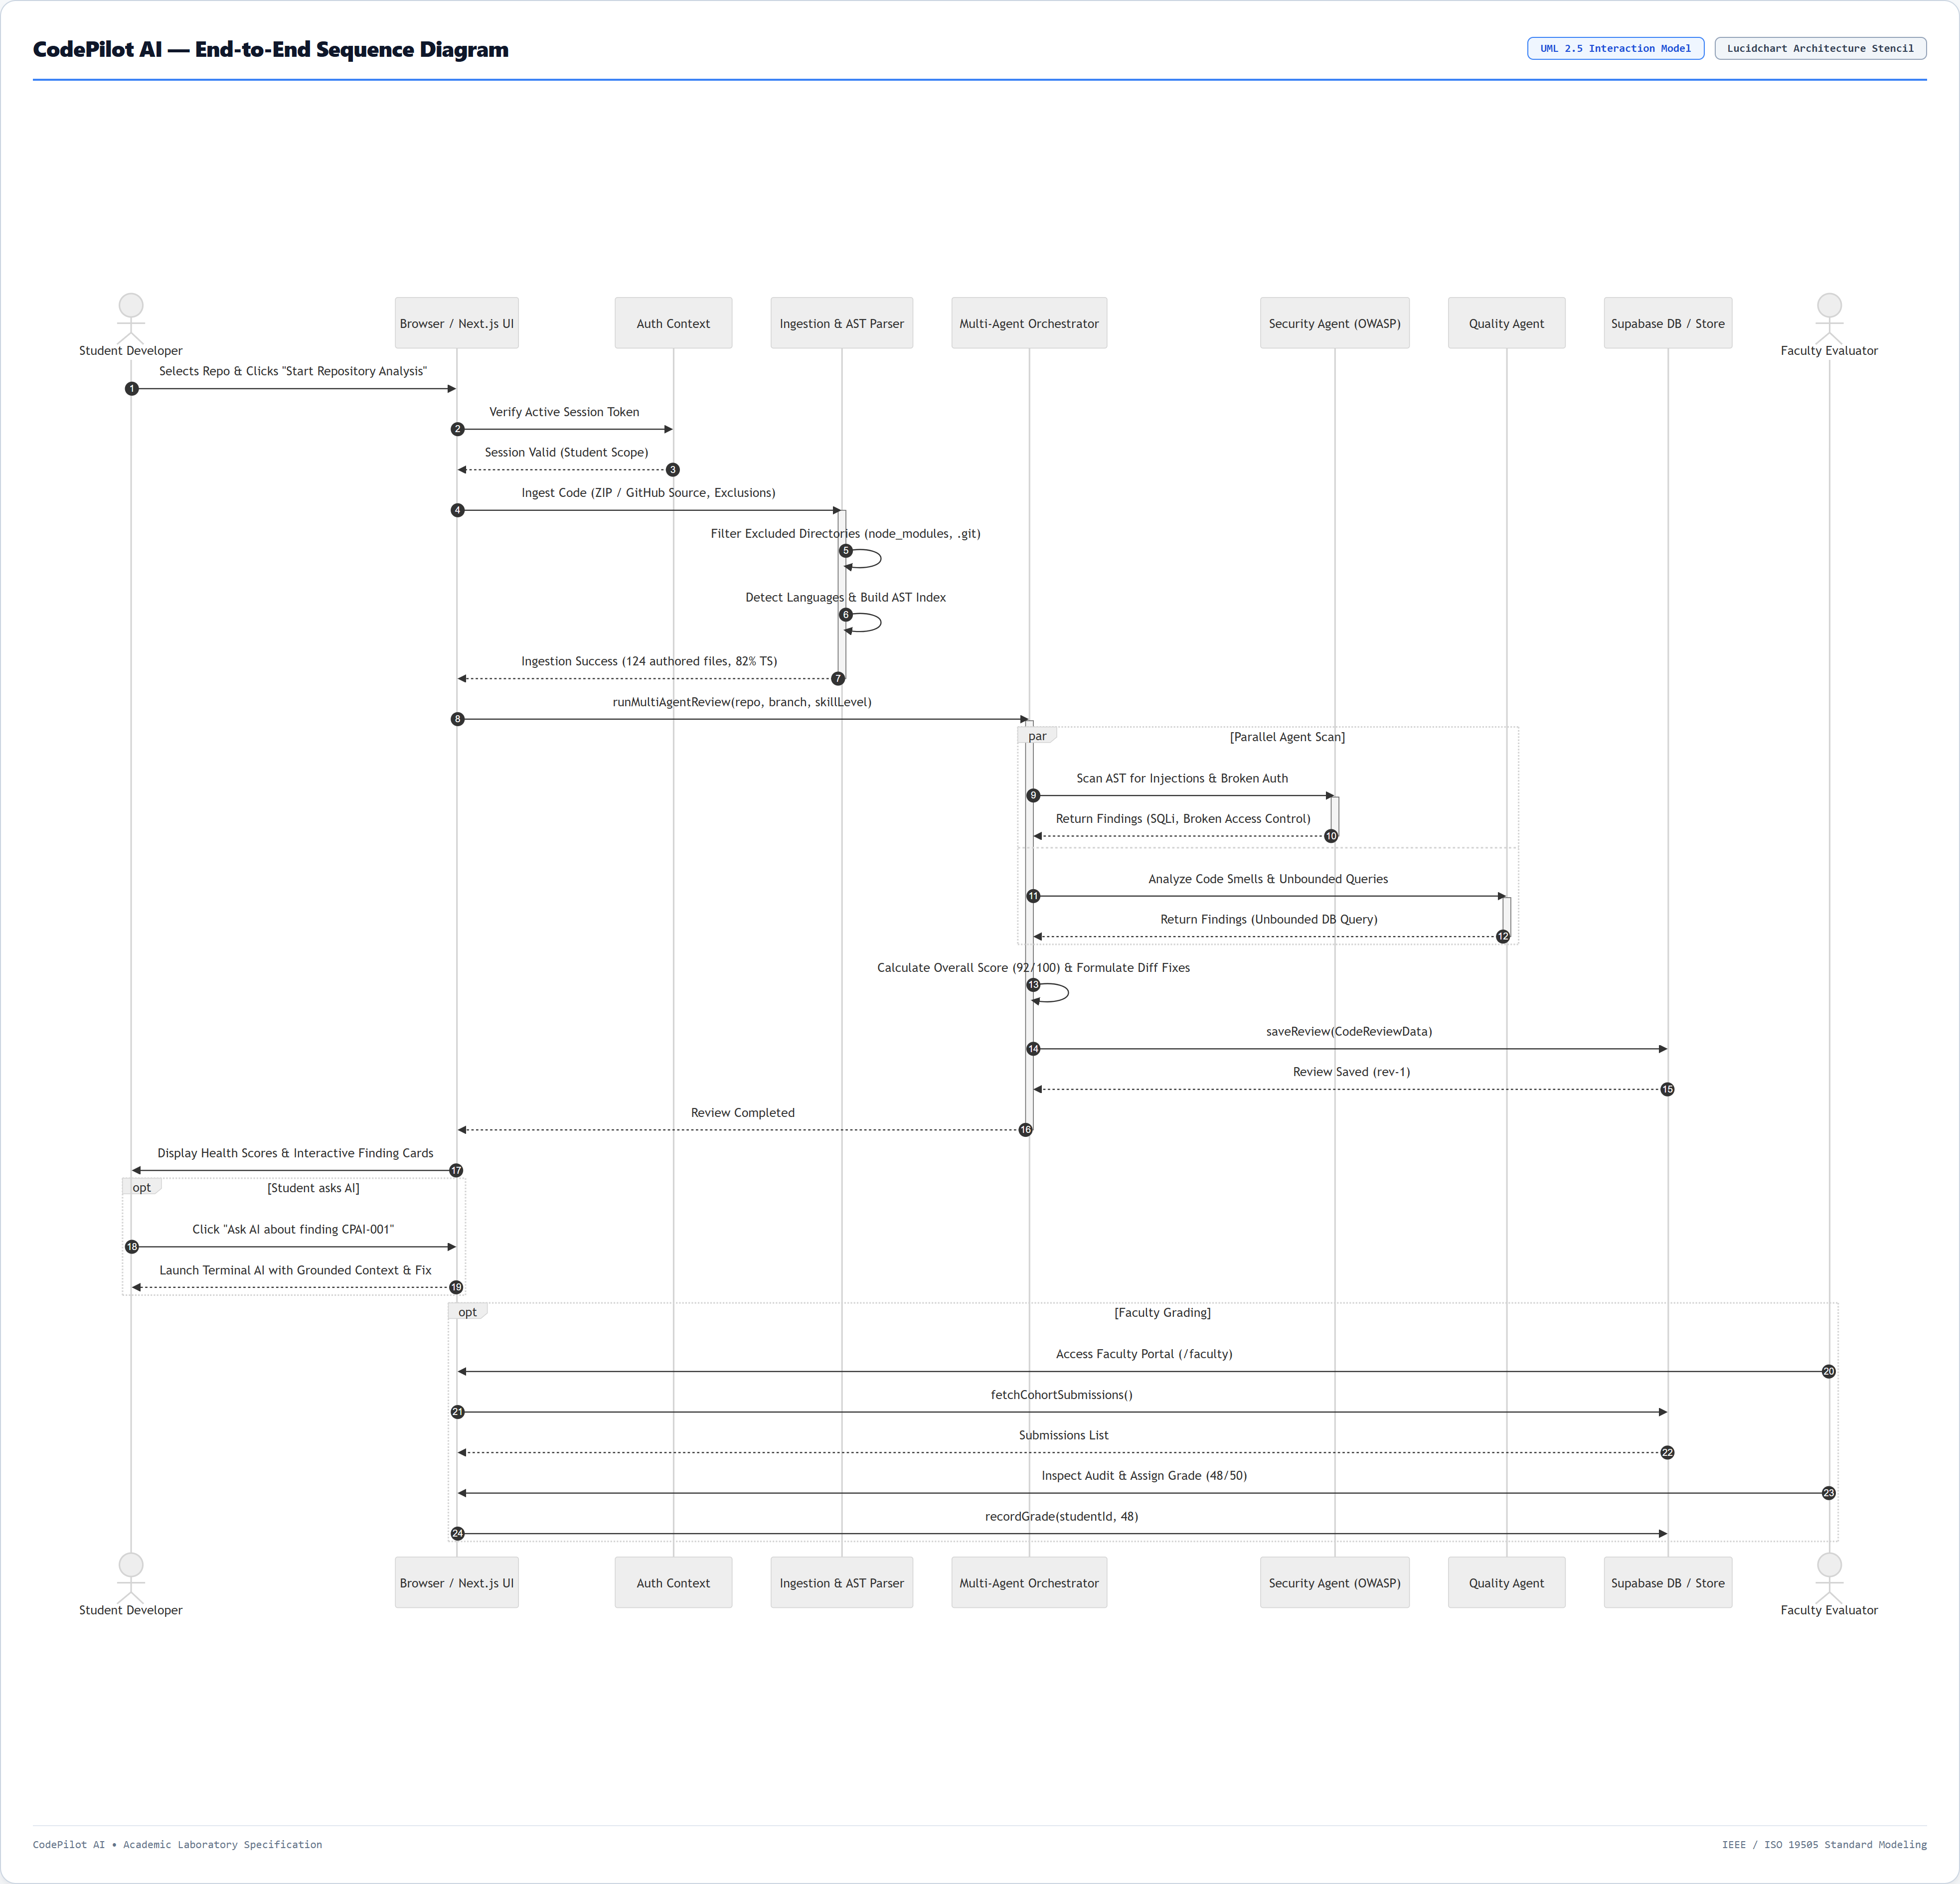 CodePilot AI — End-to-End Sequence Diagram
UML 2.5 Interaction Model
Lucidchart Architecture Stencil
Student Developer
Browser / Next.js UI
Auth Context
Ingestion & AST Parser
Multi-Agent Orchestrator
Security Agent (OWASP)
Quality Agent
Supabase DB / Store
Faculty Evaluator
Selects Repo & Clicks "Start Repository Analysis"
1
Verify Active Session Token
2
Session Valid (Student Scope)
3
Ingest Code (ZIP / GitHub Source, Exclusions)
4
Filter Excluded Directories (node_modules, .git)
5
Detect Languages & Build AST Index
6
Ingestion Success (124 authored files, 82% TS)
7
runMultiAgentReview(repo, branch, skillLevel)
8
par
[Parallel Agent Scan]
Scan AST for Injections & Broken Auth
9
Return Findings (SQLi, Broken Access Control)
10
Analyze Code Smells & Unbounded Queries
11
Return Findings (Unbounded DB Query)
12
Calculate Overall Score (92/100) & Formulate Diff Fixes
13
saveReview(CodeReviewData)
14
Review Saved (rev-1)
15
Review Completed
16
Display Health Scores & Interactive Finding Cards
17
opt
[Student asks AI]
Click "Ask AI about finding CPAI-001"
18
Launch Terminal AI with Grounded Context & Fix
19
opt
[Faculty Grading]
Access Faculty Portal (/faculty)
20
fetchCohortSubmissions()
21
Submissions List
22
Inspect Audit & Assign Grade (48/50)
23
recordGrade(studentId, 48)
24
Student Developer
Browser / Next.js UI
Auth Context
Ingestion & AST Parser
Multi-Agent Orchestrator
Security Agent (OWASP)
Quality Agent
Supabase DB / Store
Faculty Evaluator
CodePilot AI • Academic Laboratory Specification
IEEE / ISO 19505 Standard Modeling